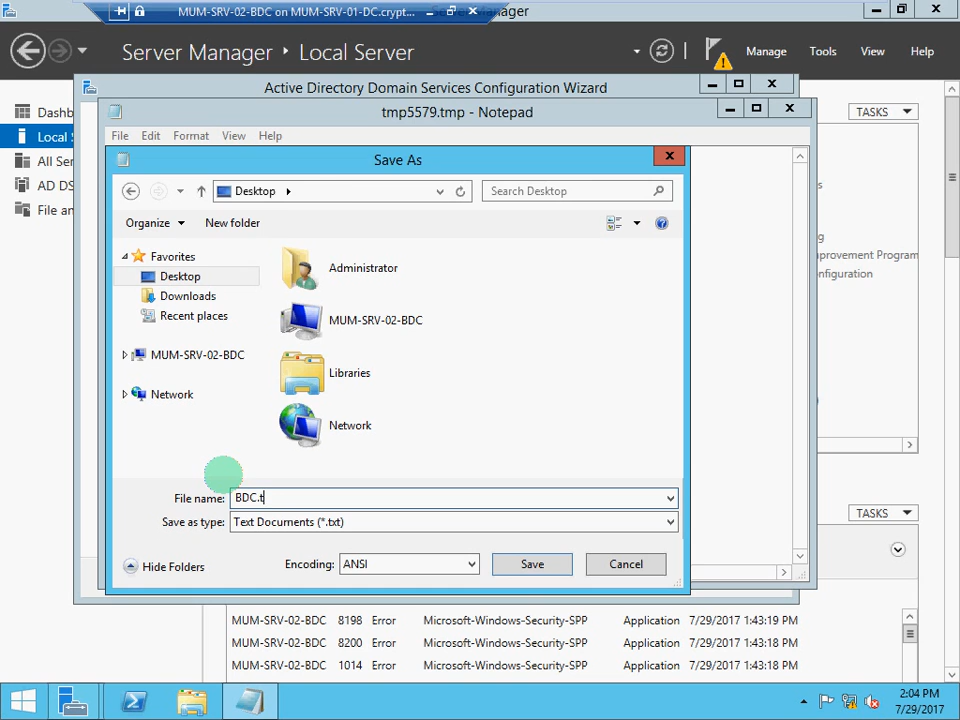 MUM-SRV-02-BDC on MUM-SRV-01-DC.crypt...
Server Manager ▸ Local Server
Manage Tools View Help
Active Directory Domain Services Configuration Wizard
tmp5579.tmp - Notepad
File Edit Format View Help
Save As
Desktop ▸
Search Desktop
Organize New folder
Favorites
Desktop
Downloads
Recent places
MUM-SRV-02-BDC
Network
Administrator
MUM-SRV-02-BDC
Libraries
Network
File name: BDC.t
Save as type: Text Documents (*.txt)
Hide Folders
Encoding: ANSI
Save Cancel
Dashb
Local S
All Ser
AD DS
File an
TASKS
mprovement Program
nfiguration
TASKS
MUM-SRV-02-BDC 8198 Error Microsoft-Windows-Security-SPP Application 7/29/2017 1:43:19 PM
MUM-SRV-02-BDC 8200 Error Microsoft-Windows-Security-SPP Application 7/29/2017 1:43:18 PM
MUM-SRV-02-BDC 1014 Error Microsoft-Windows-Security-SPP Application 7/29/2017 1:43:18 PM
2:04 PM
7/29/2017